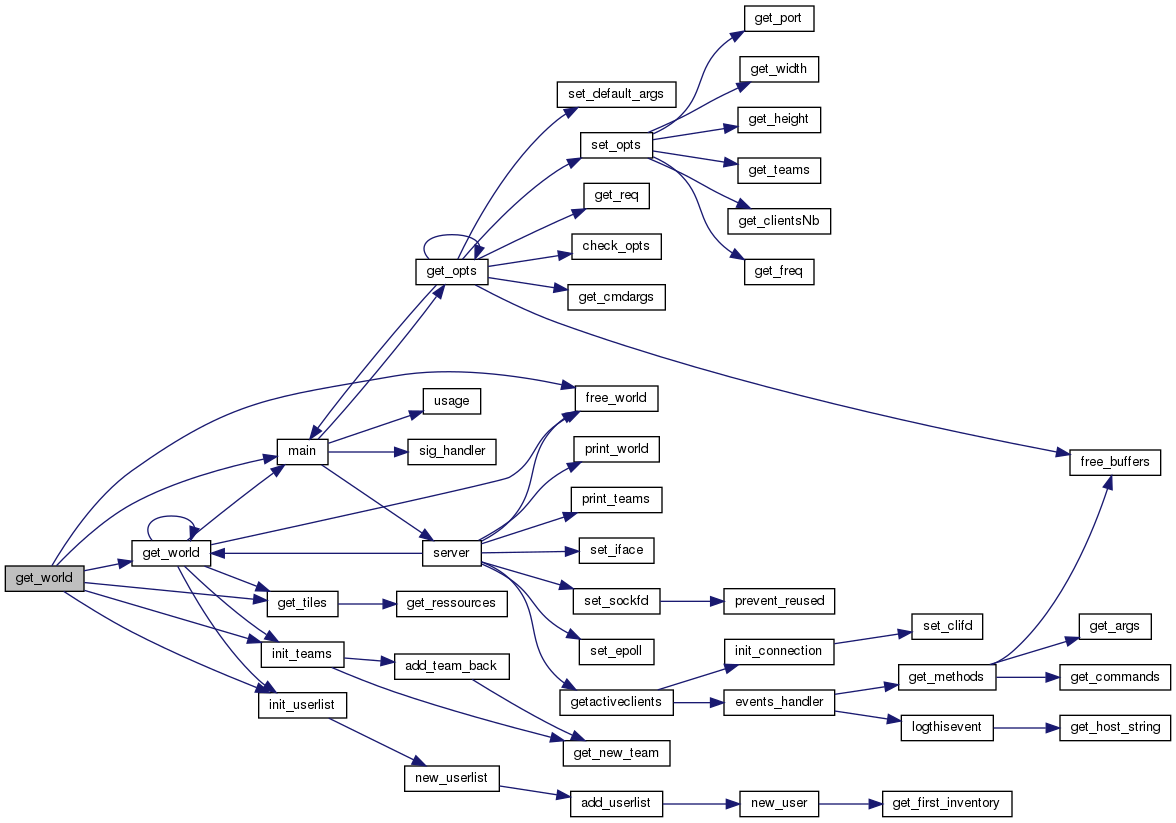 get_port
get_width
set_default_args
get_height
set_opts
get_teams
get_req
get_clientsNb
check_opts
get_opts
get_freq
get_cmdargs
free_world
usage
main
sig_handler
print_world
free_buffers
print_teams
get_world
server
set_iface
get_world
get_tiles
get_ressources
set_sockfd
prevent_reused
init_teams
set_epoll
init_connection
set_clifd
get_args
add_team_back
get_methods
get_commands
init_userlist
getactiveclients
events_handler
logthisevent
get_host_string
get_new_team
new_userlist
add_userlist
new_user
get_first_inventory